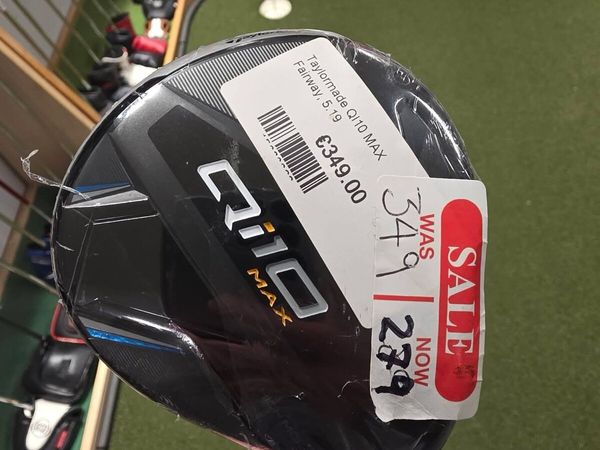 Taylormade Qi10 MAX
Fairway, 5.19
€349.00
Qi10
MAX
SALE
WAS
349
NOW
279